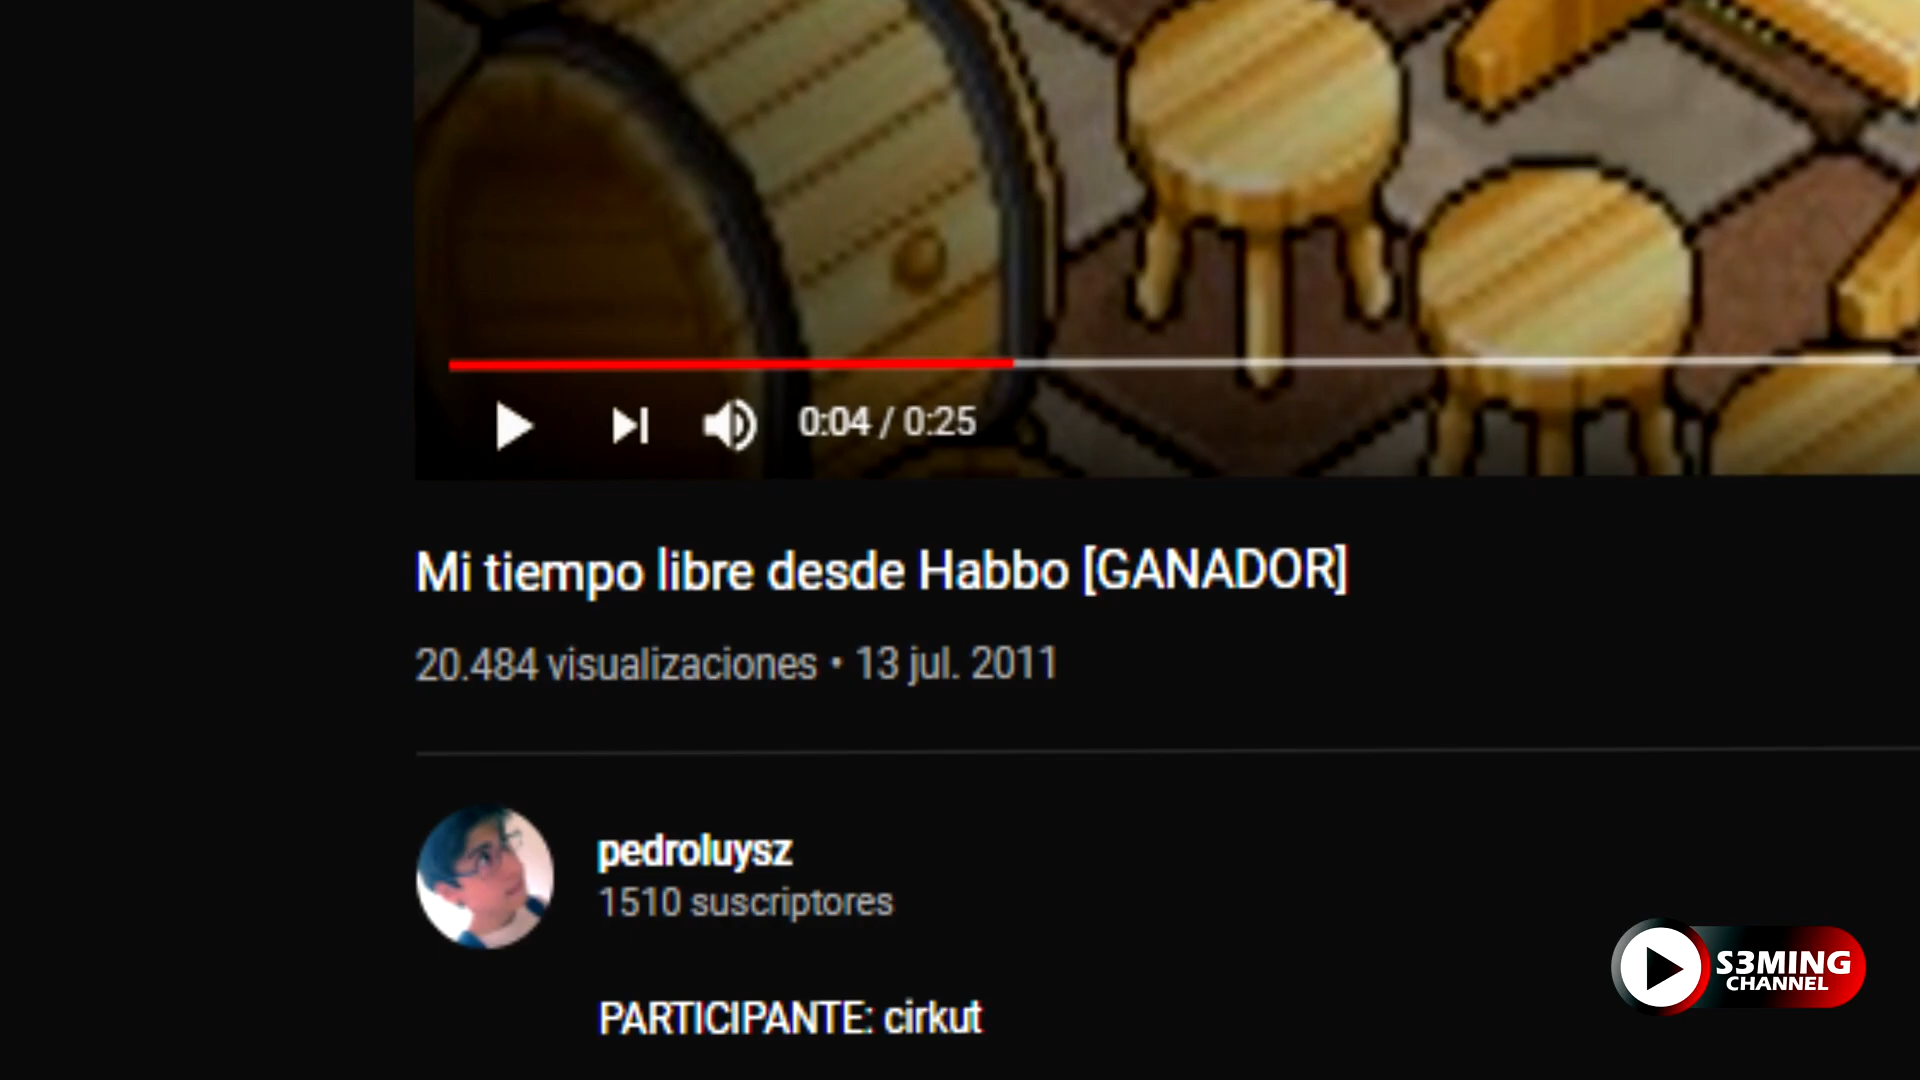 0:04 / 0:25
Mi tiempo libre desde Habbo [GANADOR]
20.484 visualizaciones • 13 jul. 2011
pedroluysz
1510 suscriptores
PARTICIPANTE: cirkut
S3MING
CHANNEL